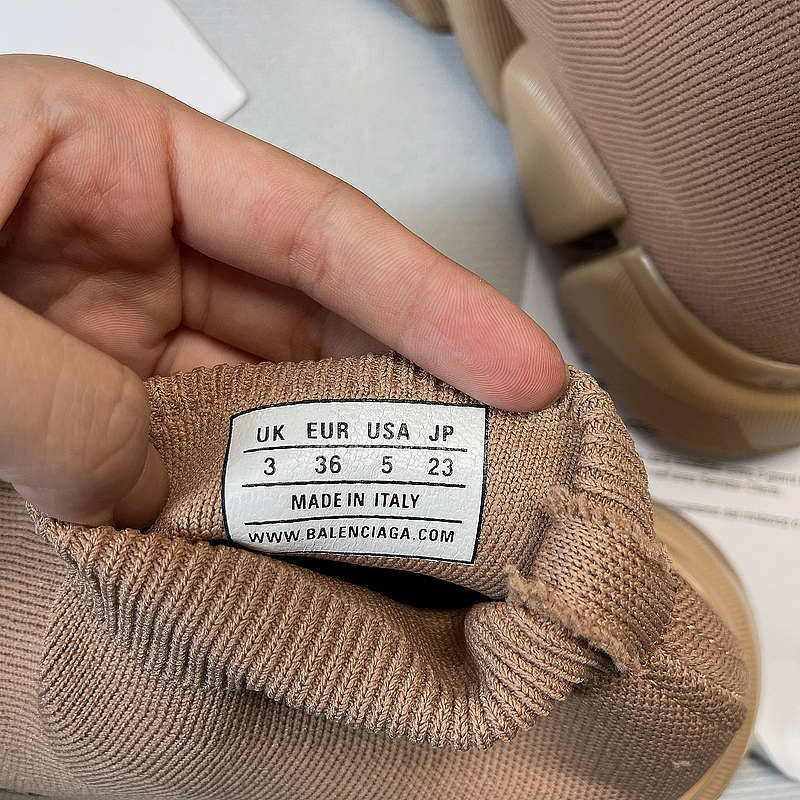 UK EUR USA JP
3 36 5 23
MADE IN ITALY
WWW.BALENCIAGA.COM